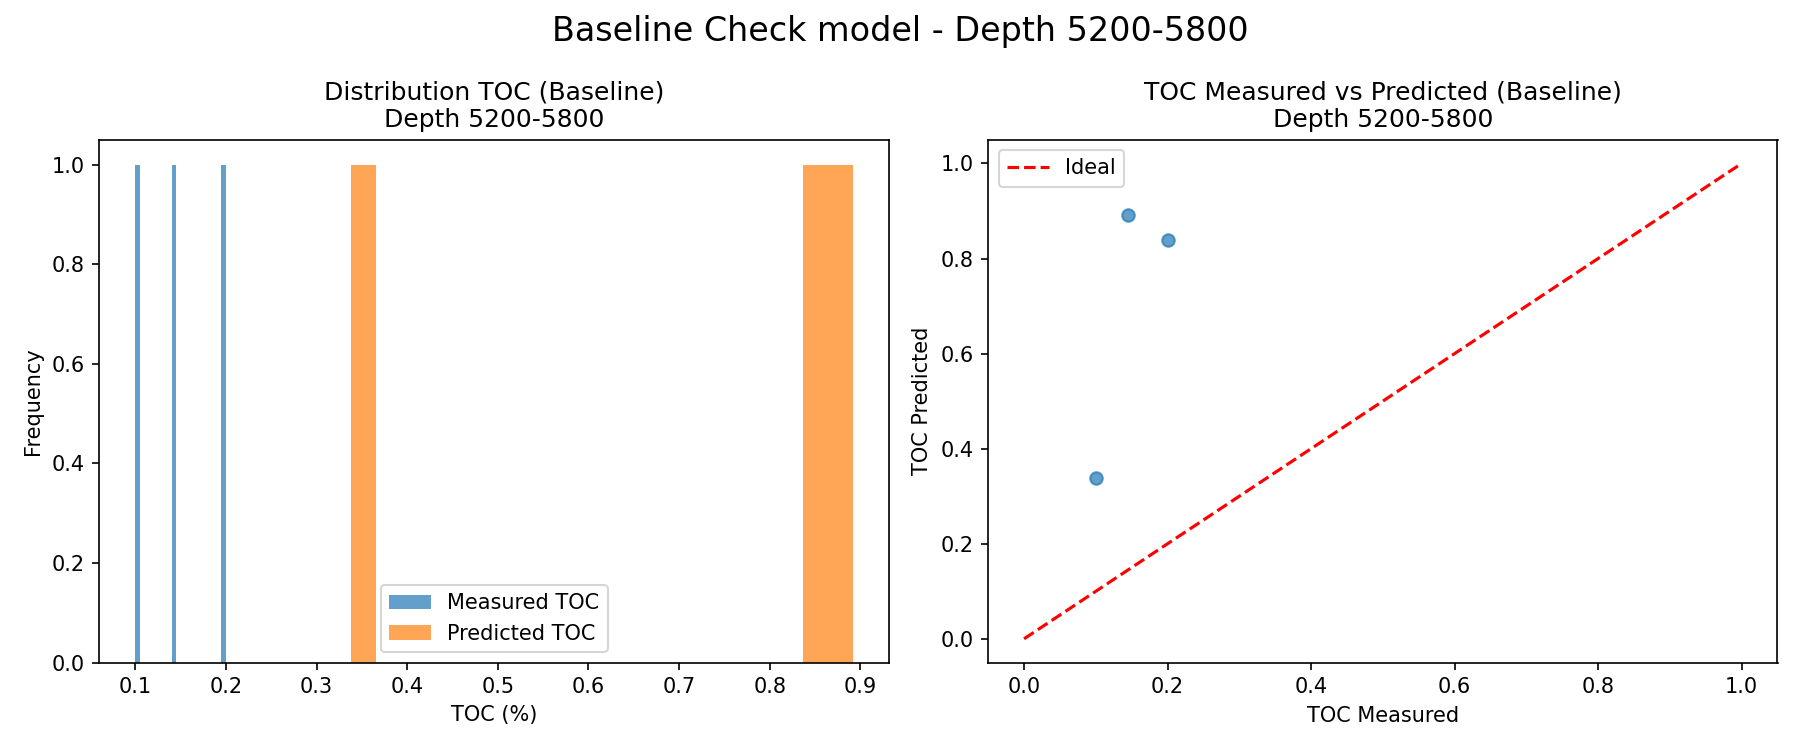 Baseline Check model - Depth 5200-5800
Distribution TOC (Baseline)
Depth 5200-5800
1.0
0.8
0.6
0.4
0.2
0.0
Frequency
Measured TOC
Predicted TOC
0.1 0.2 0.3 0.4 0.5 0.6 0.7 0.8 0.9
TOC (%)
TOC Measured vs Predicted (Baseline)
Depth 5200-5800
Ideal
1.0
0.8
0.6
0.4
0.2
0.0
TOC Predicted
0.0 0.2 0.4 0.6 0.8 1.0
TOC Measured